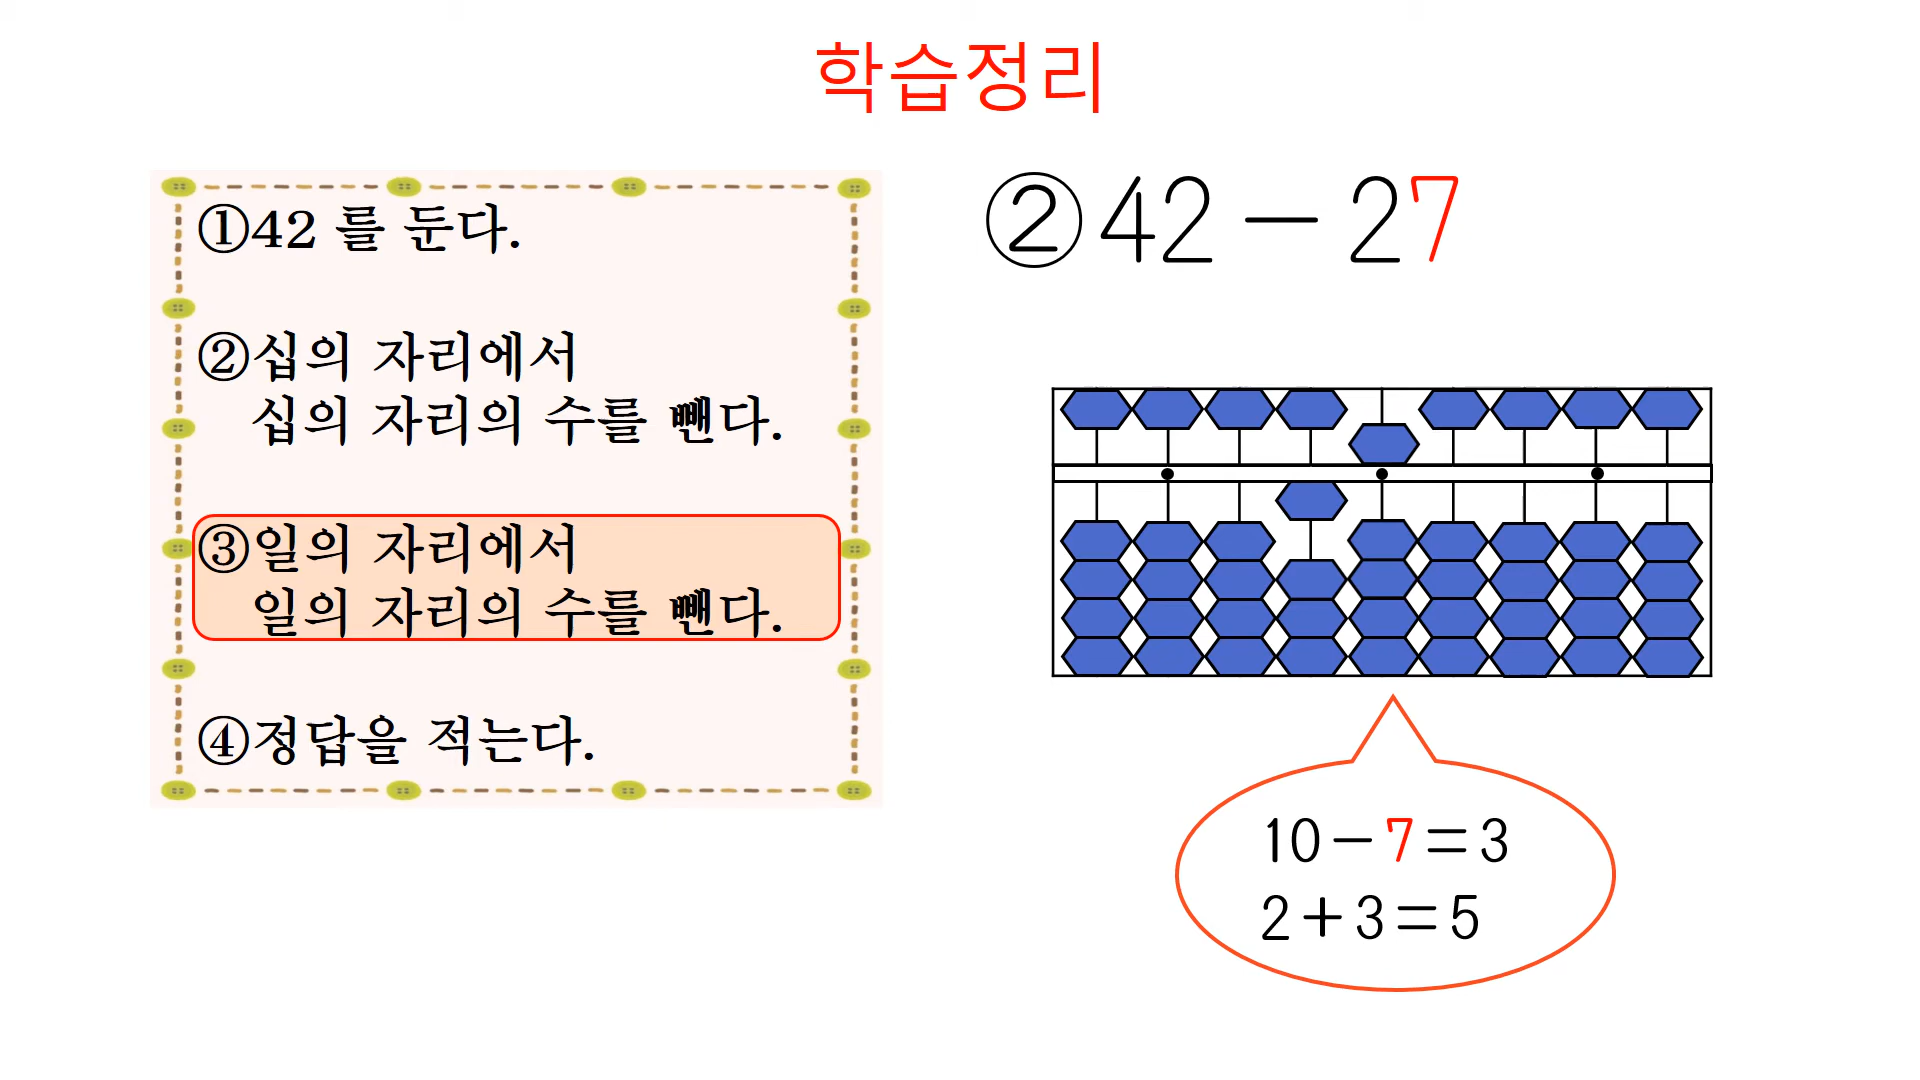 학습정리
①42 를 둔다.
②십의 자리에서
십의 자리의 수를 뺀다.
③일의 자리에서
일의 자리의 수를 뺀다.
④정답을 적는다.
②42－27
10－7＝3
2＋3＝5